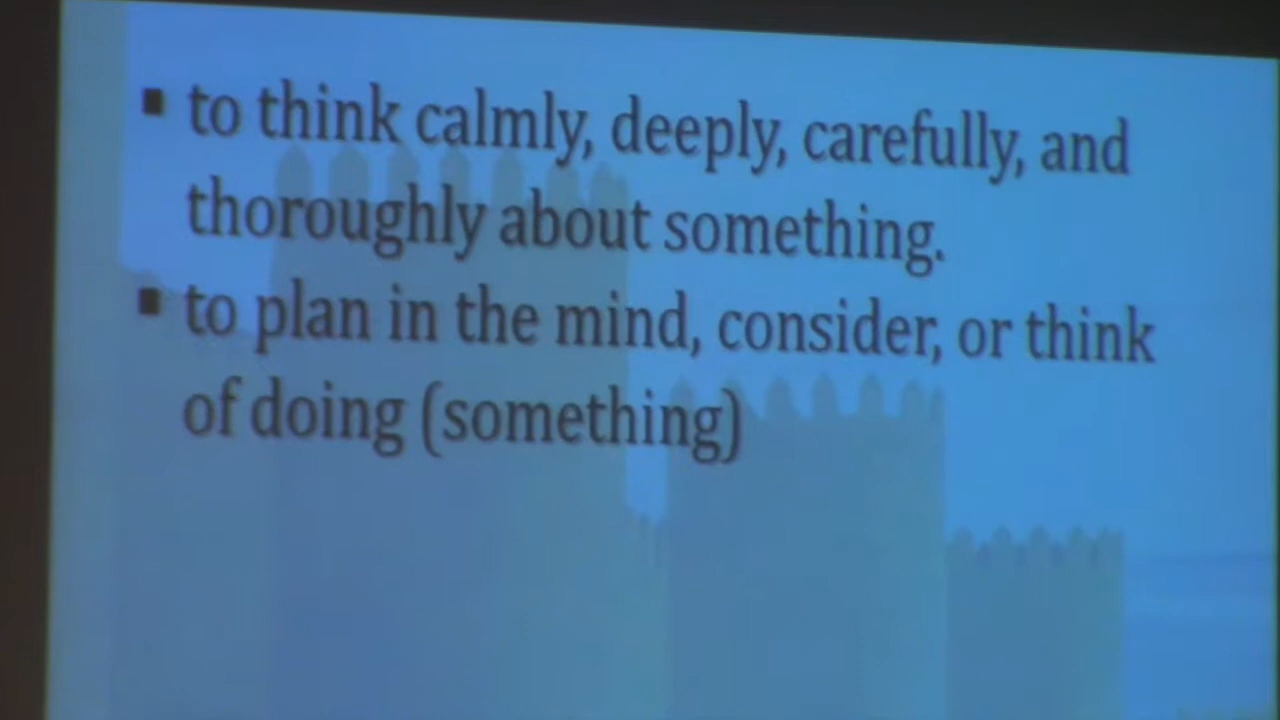 ▪ to think calmly, deeply, carefully, and
thoroughly about something.
▪ to plan in the mind, consider, or think
of doing (something)